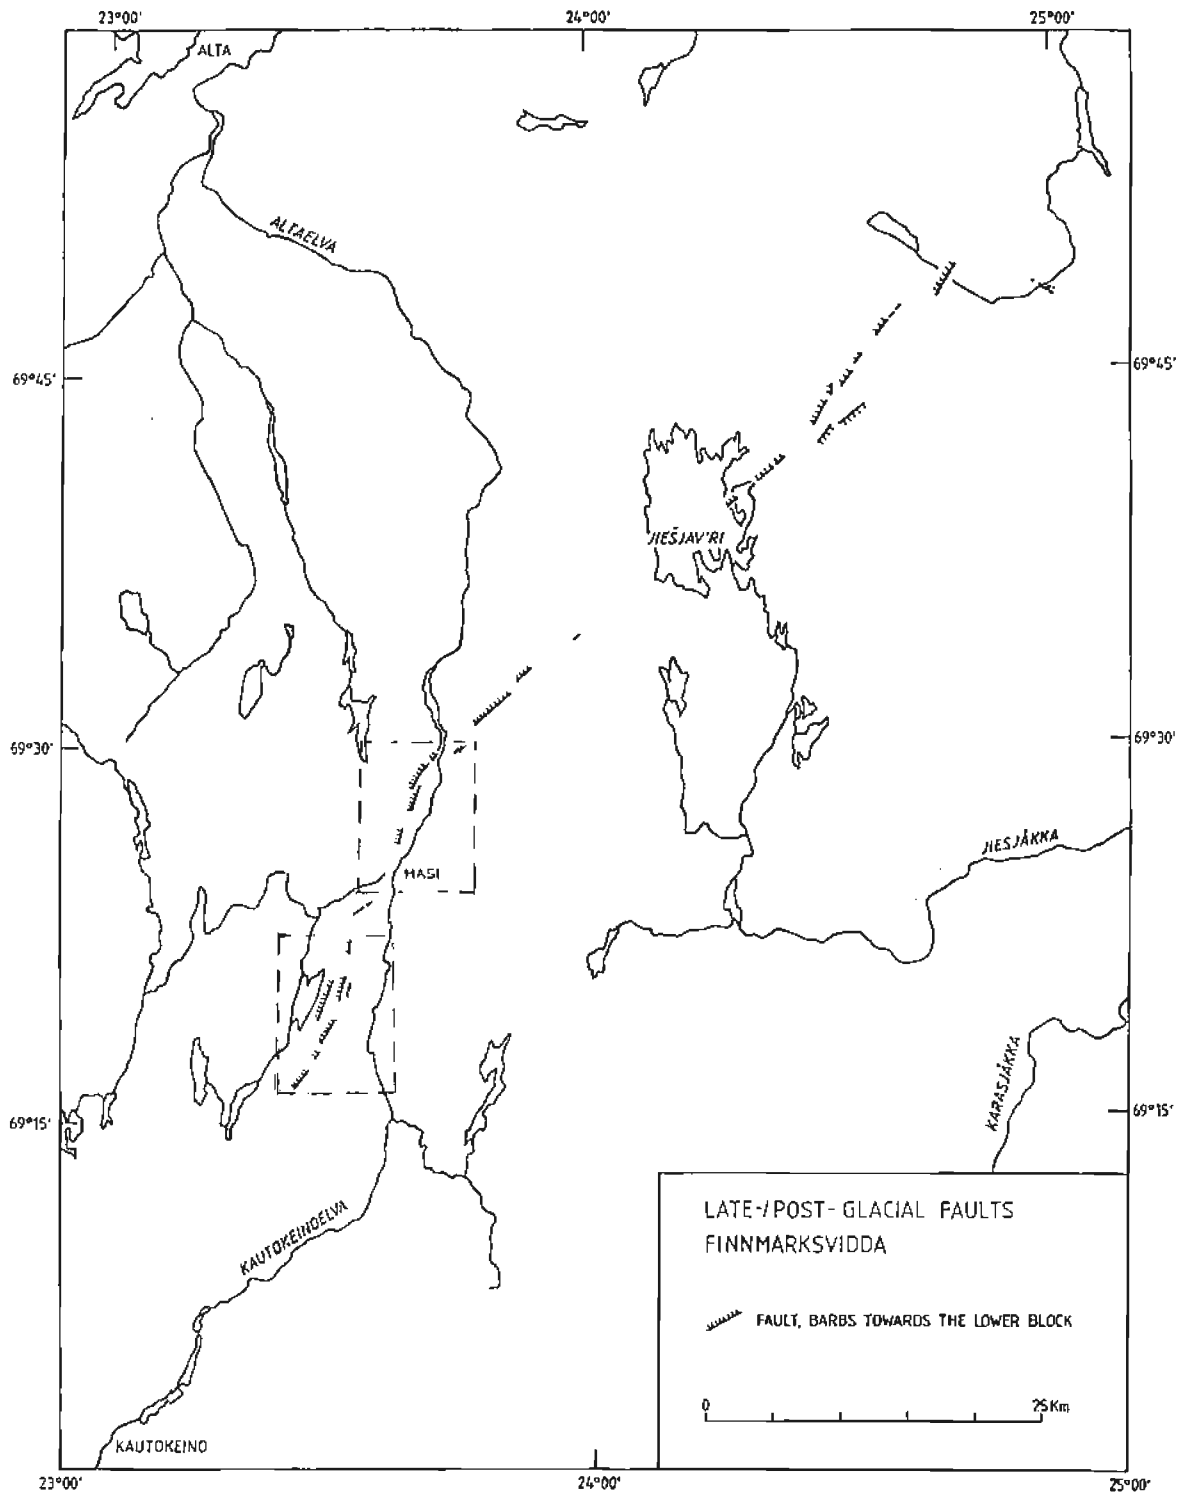 23°00'
24°00'
25°00'
ALTA
ALTAELVA
69°45'
69°45'
JIEŠJAV'RI
69°30'
69°30'
JIESJÅKKA
MASI
KARASJÅKKA
69°15'
69°15'
LATE-/POST-GLACIAL FAULTS
FINNMARKSVIDDA
KAUTOKEINOELVA
FAULT, BARBS TOWARDS THE LOWER BLOCK
0
25Km
KAUTOKEINO
23°00'
24°00'
25°00'